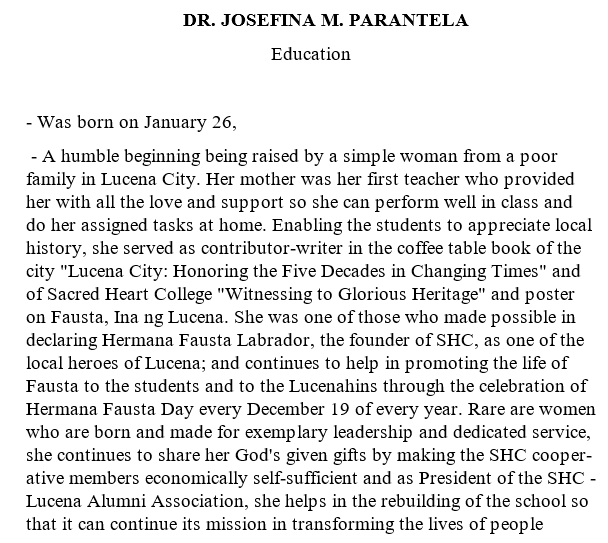 DR. JOSEFINA M. PARANTELA
Education
- Was born on January 26,
- A humble beginning being raised by a simple woman from a poor
family in Lucena City. Her mother was her first teacher who provided
her with all the love and support so she can perform well in class and
do her assigned tasks at home. Enabling the students to appreciate local
history, she served as contributor-writer in the coffee table book of the
city "Lucena City: Honoring the Five Decades in Changing Times" and
of Sacred Heart College "Witnessing to Glorious Heritage" and poster
on Fausta, Ina ng Lucena. She was one of those who made possible in
declaring Hermana Fausta Labrador, the founder of SHC, as one of the
local heroes of Lucena; and continues to help in promoting the life of
Fausta to the students and to the Lucenahins through the celebration of
Hermana Fausta Day every December 19 of every year. Rare are women
who are born and made for exemplary leadership and dedicated service,
she continues to share her God's given gifts by making the SHC cooper-
ative members economically self-sufficient and as President of the SHC -
Lucena Alumni Association, she helps in the rebuilding of the school so
that it can continue its mission in transforming the lives of people